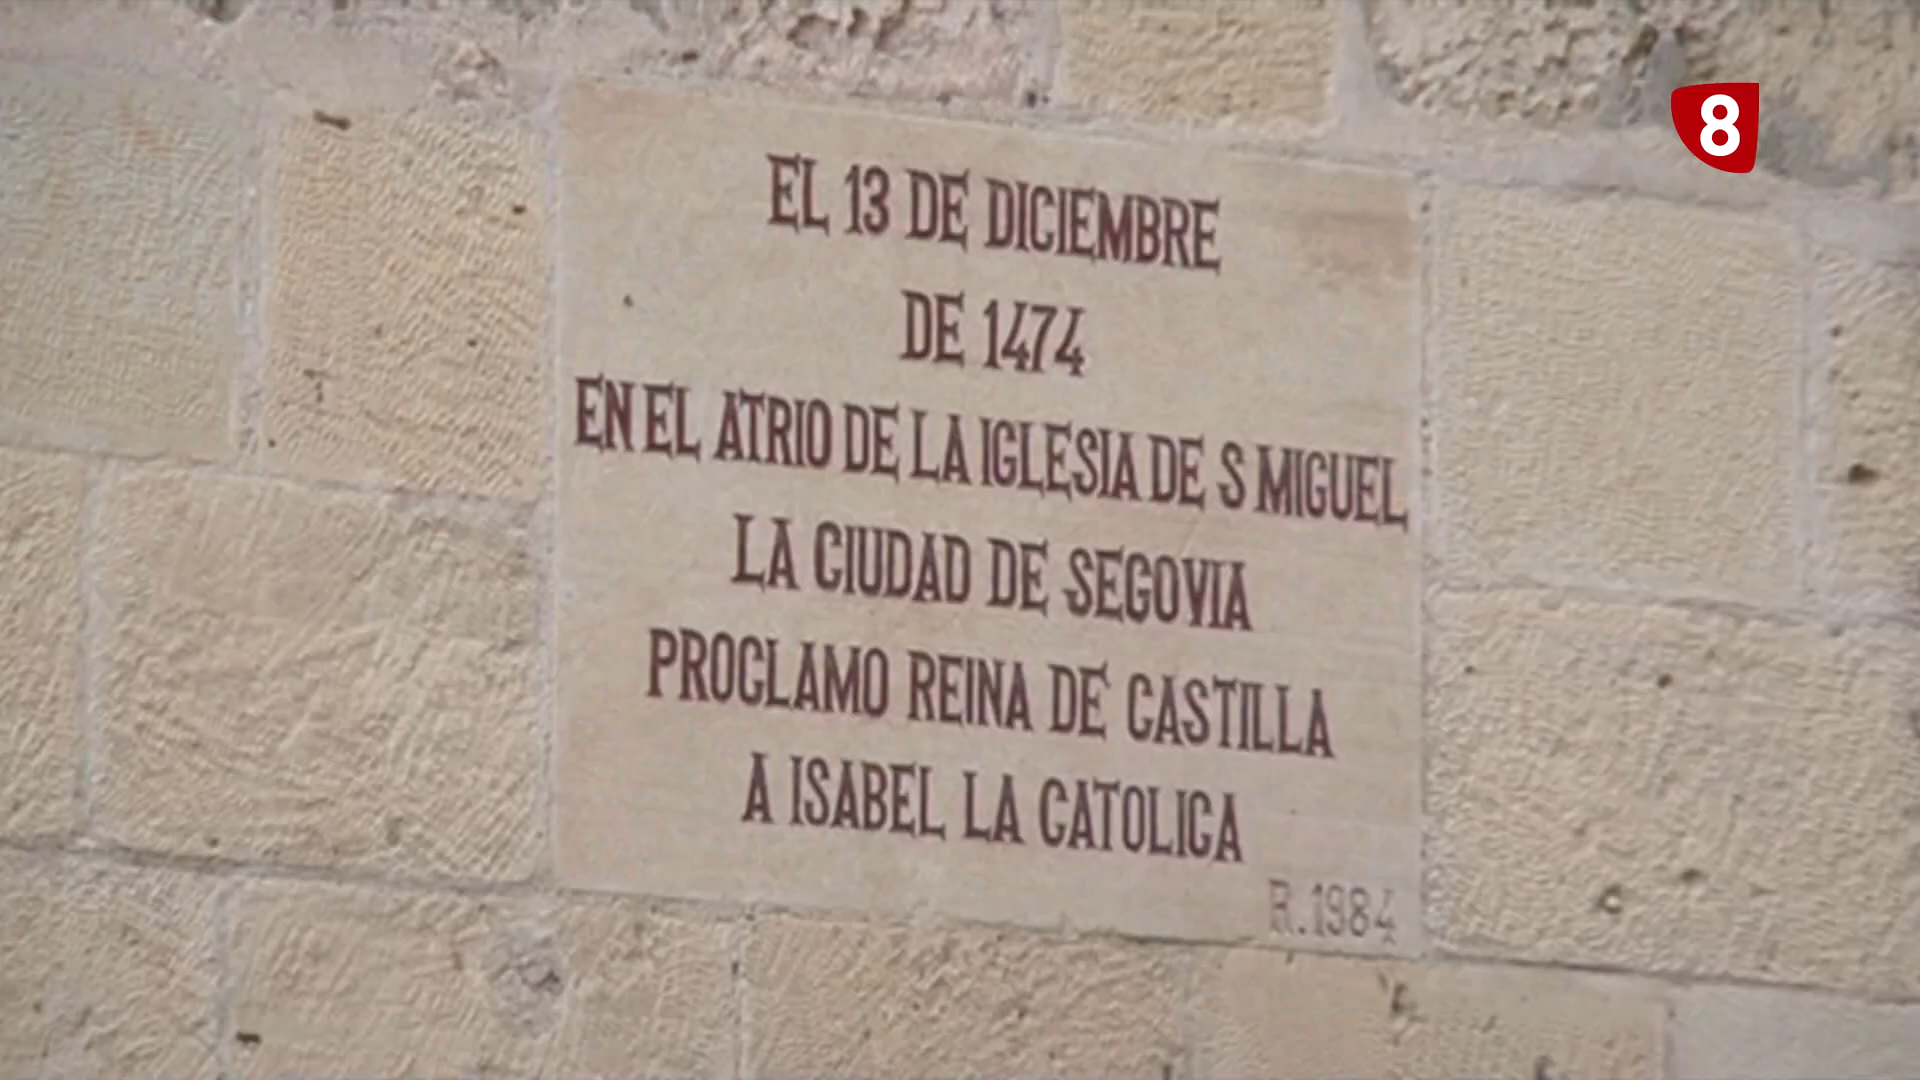 8
EL 13 DE DICIEMBRE
DE 1474
EN EL ATRIO DE LA IGLESIA DE S MIGUEL
LA CIUDAD DE SEGOVIA
PROCLAMO REINA DE CASTILLA
A ISABEL LA CATOLICA
R.1984